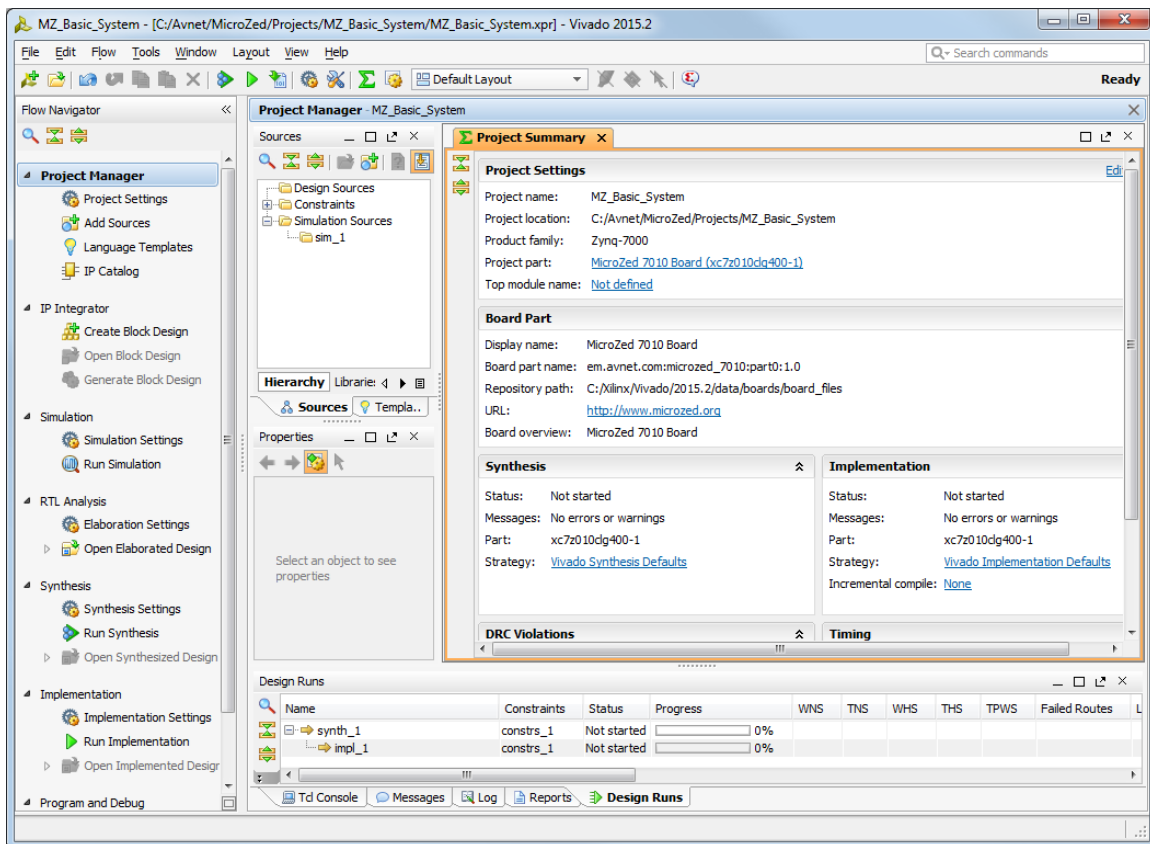 MZ_Basic_System - [C:/Avnet/MicroZed/Projects/MZ_Basic_System/MZ_Basic_System.xpr] - Vivado 2015.2
File Edit Flow Tools Window Layout View Help
Search commands
Default Layout
Ready
Flow Navigator
Project Manager
Project Settings
Add Sources
Language Templates
IP Catalog
IP Integrator
Create Block Design
Open Block Design
Generate Block Design
Simulation
Simulation Settings
Run Simulation
RTL Analysis
Elaboration Settings
Open Elaborated Design
Synthesis
Synthesis Settings
Run Synthesis
Open Synthesized Design
Implementation
Implementation Settings
Run Implementation
Open Implemented Desigr
Program and Debug
Project Manager - MZ_Basic_System
Sources
Design Sources
Constraints
Simulation Sources
sim_1
Hierarchy Libraries
Sources Templa..
Properties
Select an object to see
properties
Project Summary
Project Settings Edi
Project name: MZ_Basic_System
Project location: C:/Avnet/MicroZed/Projects/MZ_Basic_System
Product family: Zynq-7000
Project part: MicroZed 7010 Board (xc7z010clg400-1)
Top module name: Not defined
Board Part
Display name: MicroZed 7010 Board
Board part name: em.avnet.com:microzed_7010:part0:1.0
Repository path: C:/Xilinx/Vivado/2015.2/data/boards/board_files
URL: http://www.microzed.org
Board overview: MicroZed 7010 Board
Synthesis
Status: Not started
Messages: No errors or warnings
Part: xc7z010clg400-1
Strategy: Vivado Synthesis Defaults
Implementation
Status: Not started
Messages: No errors or warnings
Part: xc7z010clg400-1
Strategy: Vivado Implementation Defaults
Incremental compile: None
DRC Violations
Timing
Design Runs
Name Constraints Status Progress WNS TNS WHS THS TPWS Failed Routes L
synth_1 constrs_1 Not started 0%
impl_1 constrs_1 Not started 0%
Tcl Console Messages Log Reports Design Runs